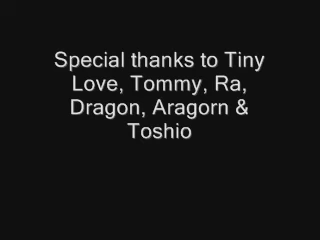 Special thanks to Tiny
Love, Tommy, Ra,
Dragon, Aragorn &
Toshio